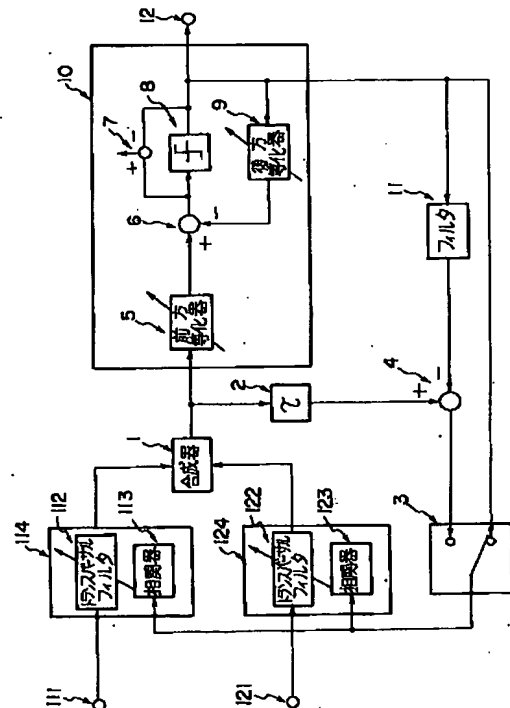 111
114
112
トランスバーサル
フィルタ
113
相関器
121
124
122
トランスバーサル
フィルタ
123
相関器
1
合成器
2
τ
3
4
+
-
5
前方
等化器
6
+
-
7
+
-
8
9
後方
等化器
10
11
フィルタ
12